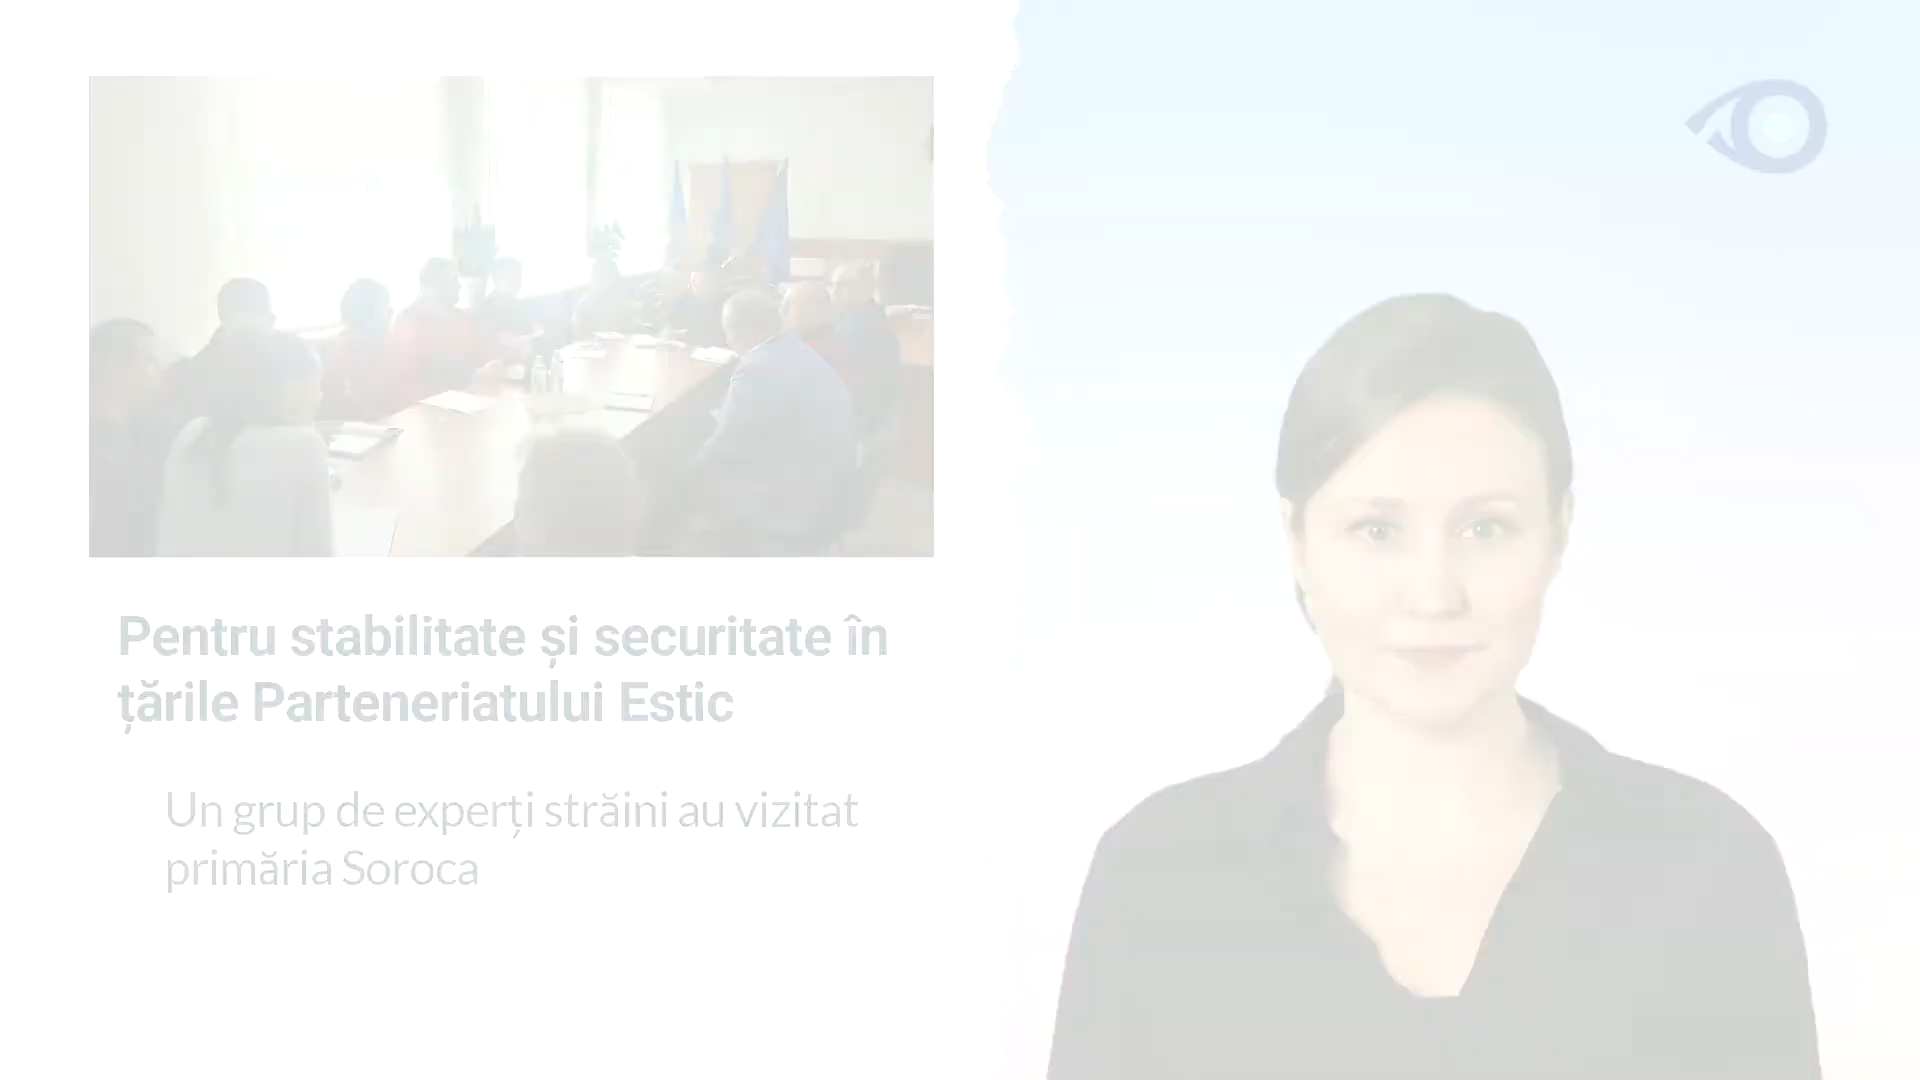 Pentru stabilitate și securitate în
țările Parteneriatului Estic
Un grup de experți străini au vizitat
primăria Soroca